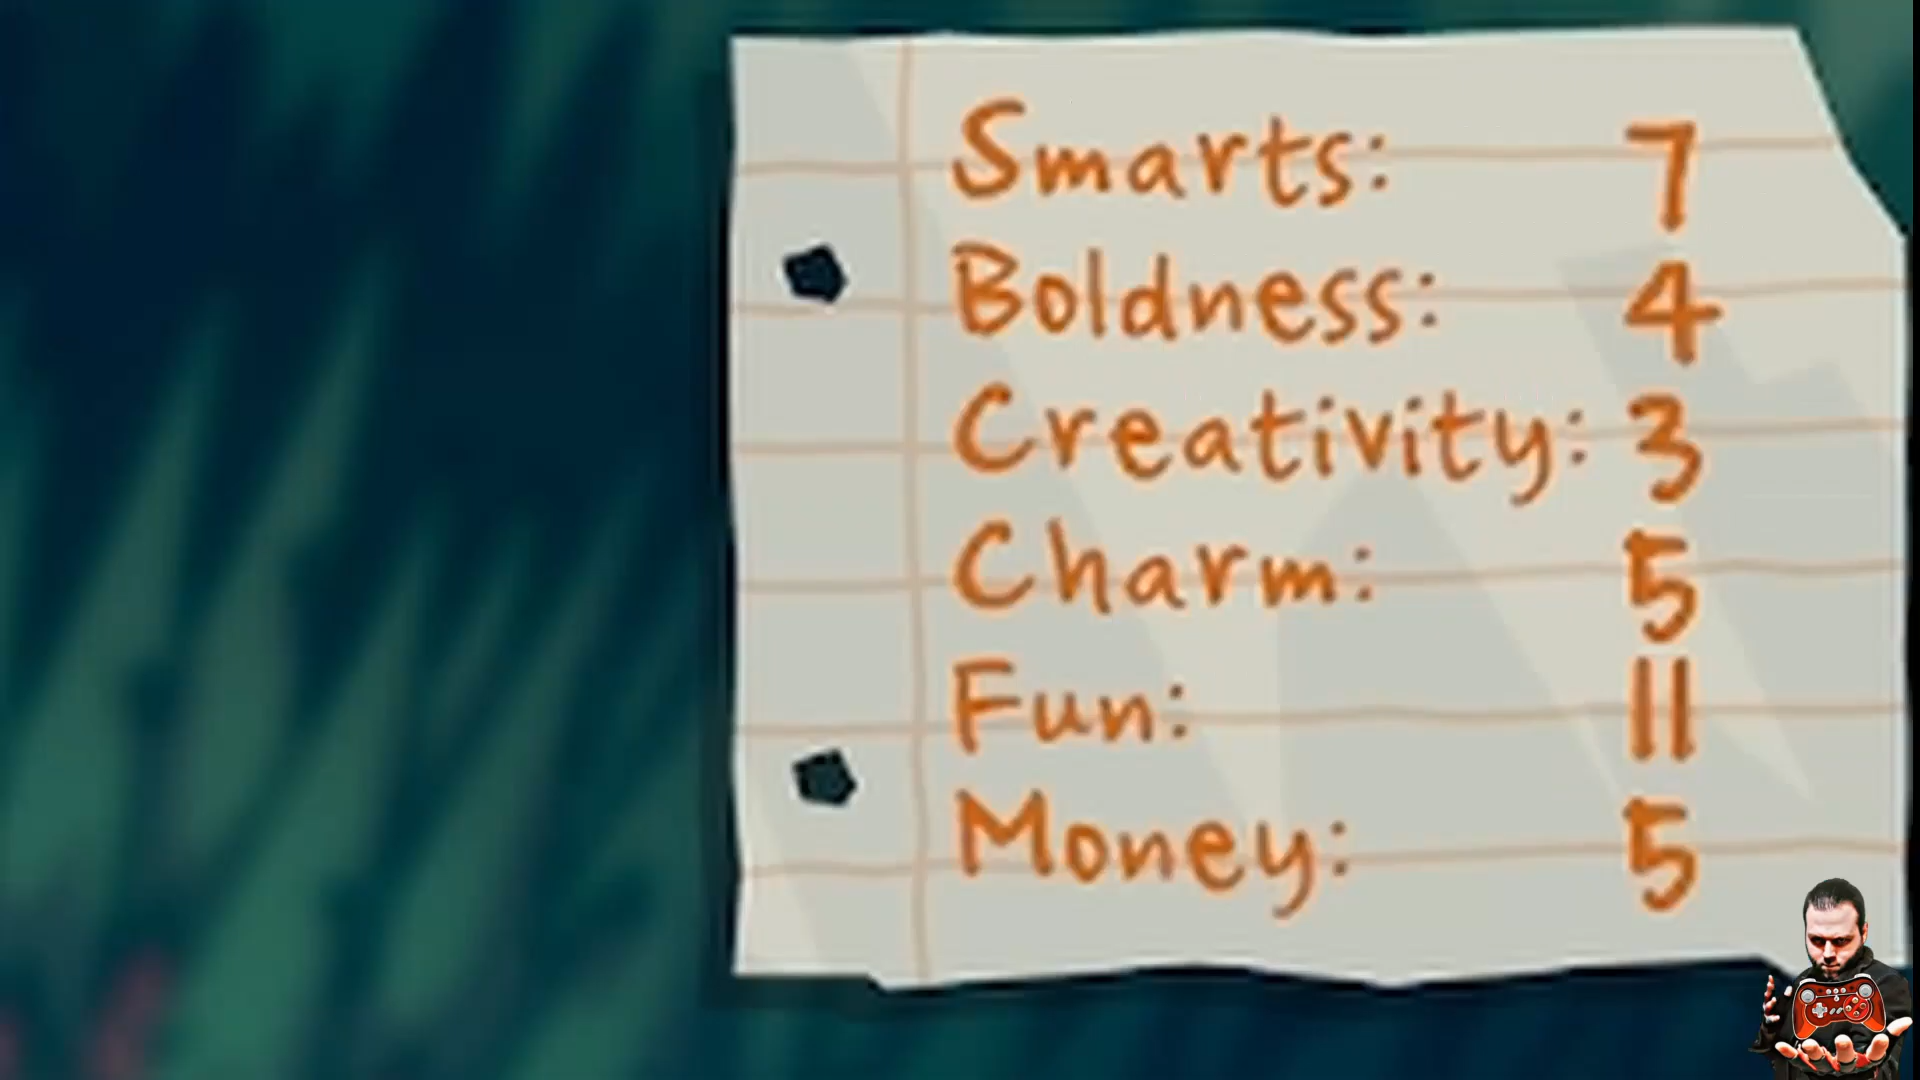 Smarts: 7
Boldness: 4
Creativity: 3
Charm: 5
Fun: 11
Money: 5